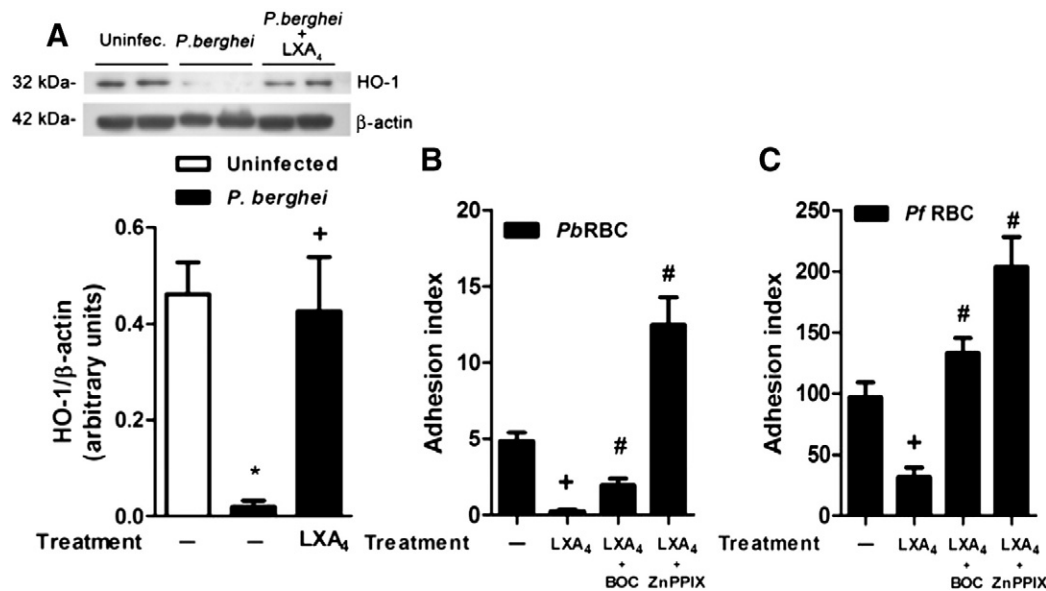 A
Uninfec.
P.berghei
P.berghei
+
LXA4
32 kDa-
HO-1
42 kDa-
β-actin
Uninfected
P. berghei
HO-1/β-actin
(arbitrary units)
0.6
0.4
0.2
0.0
*
+
Treatment – – LXA4
B
PbRBC
Adhesion index
20
15
10
5
0
+
#
#
Treatment – LXA4 LXA4 LXA4
+ +
BOC ZnPPIX
C
Pf RBC
Adhesion index
250
200
150
100
50
0
+
#
#
Treatment – LXA4 LXA4 LXA4
+ +
BOC ZnPPIX